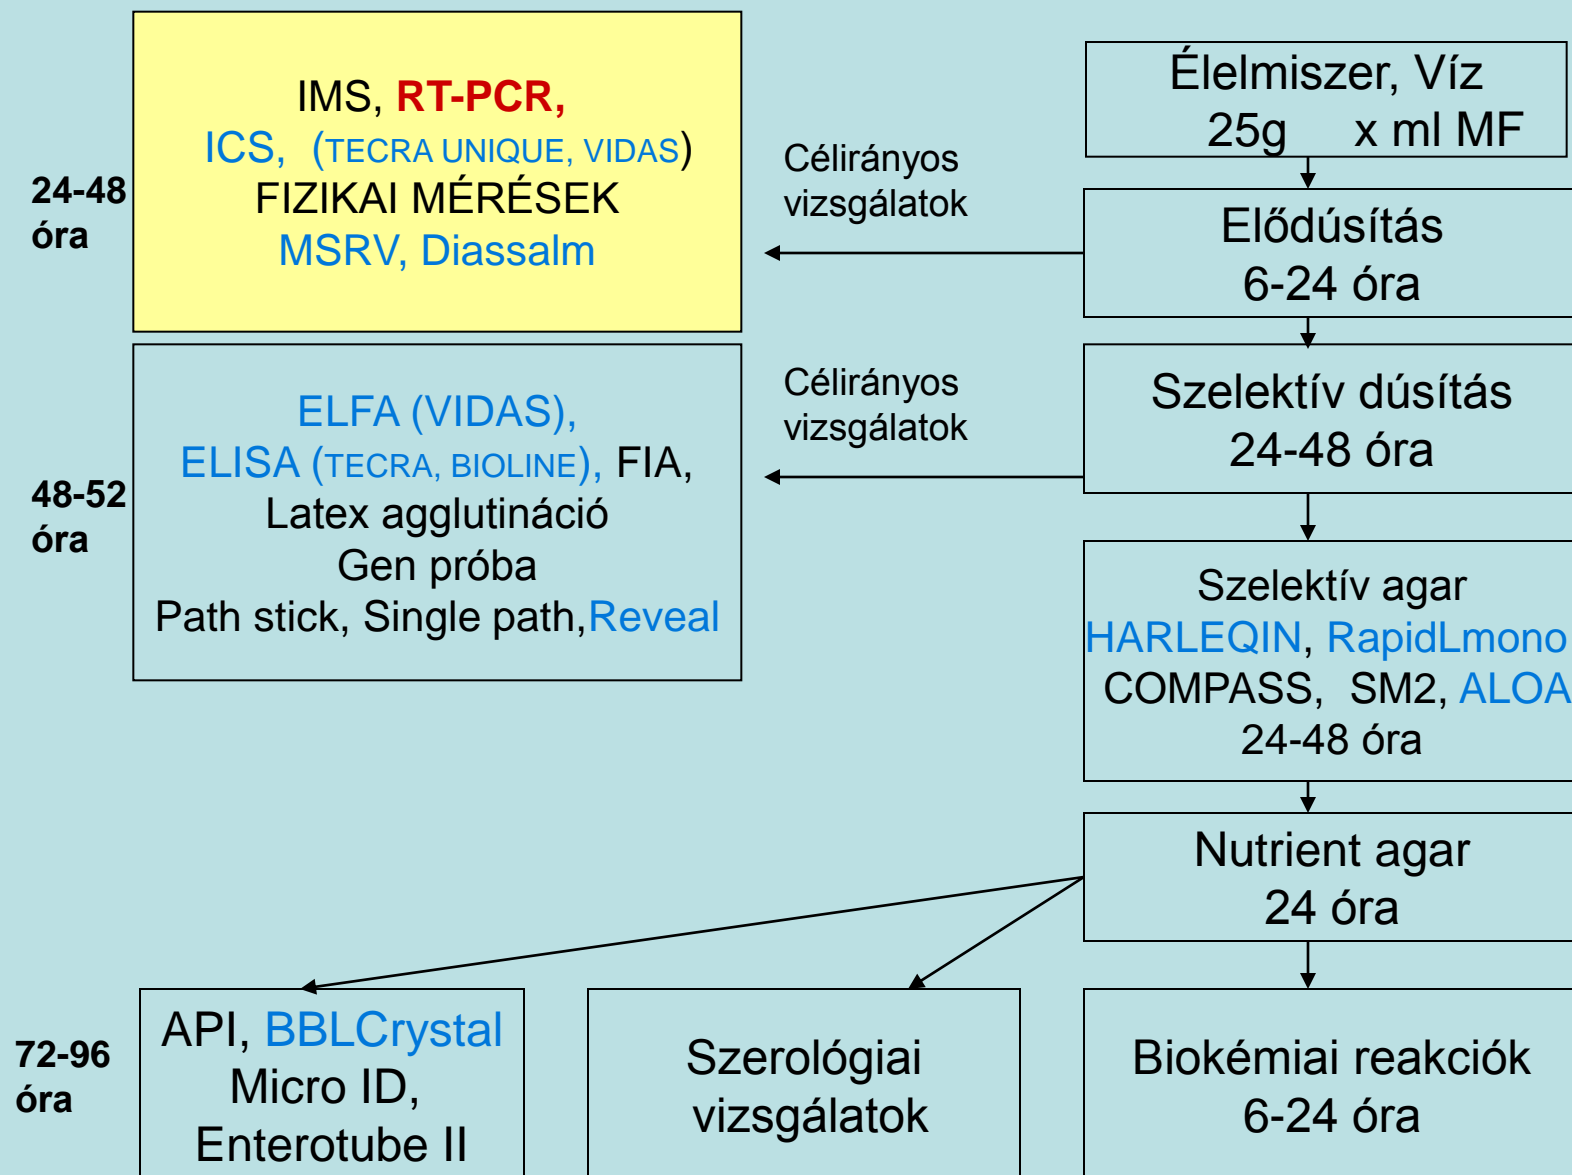 24-48
óra
IMS, RT-PCR,
ICS, (TECRA UNIQUE, VIDAS)
FIZIKAI MÉRÉSEK
MSRV, Diassalm
Célirányos
vizsgálatok
Élelmiszer, Víz
25g x ml MF
Elődúsítás
6-24 óra
48-52
óra
ELFA (VIDAS),
ELISA (TECRA, BIOLINE), FIA,
Latex agglutináció
Gen próba
Path stick, Single path,Reveal
Célirányos
vizsgálatok
Szelektív dúsítás
24-48 óra
Szelektív agar
HARLEQIN, RapidLmono
COMPASS, SM2, ALOA
24-48 óra
Nutrient agar
24 óra
72-96
óra
API, BBLCrystal
Micro ID,
Enterotube II
Szerológiai
vizsgálatok
Biokémiai reakciók
6-24 óra